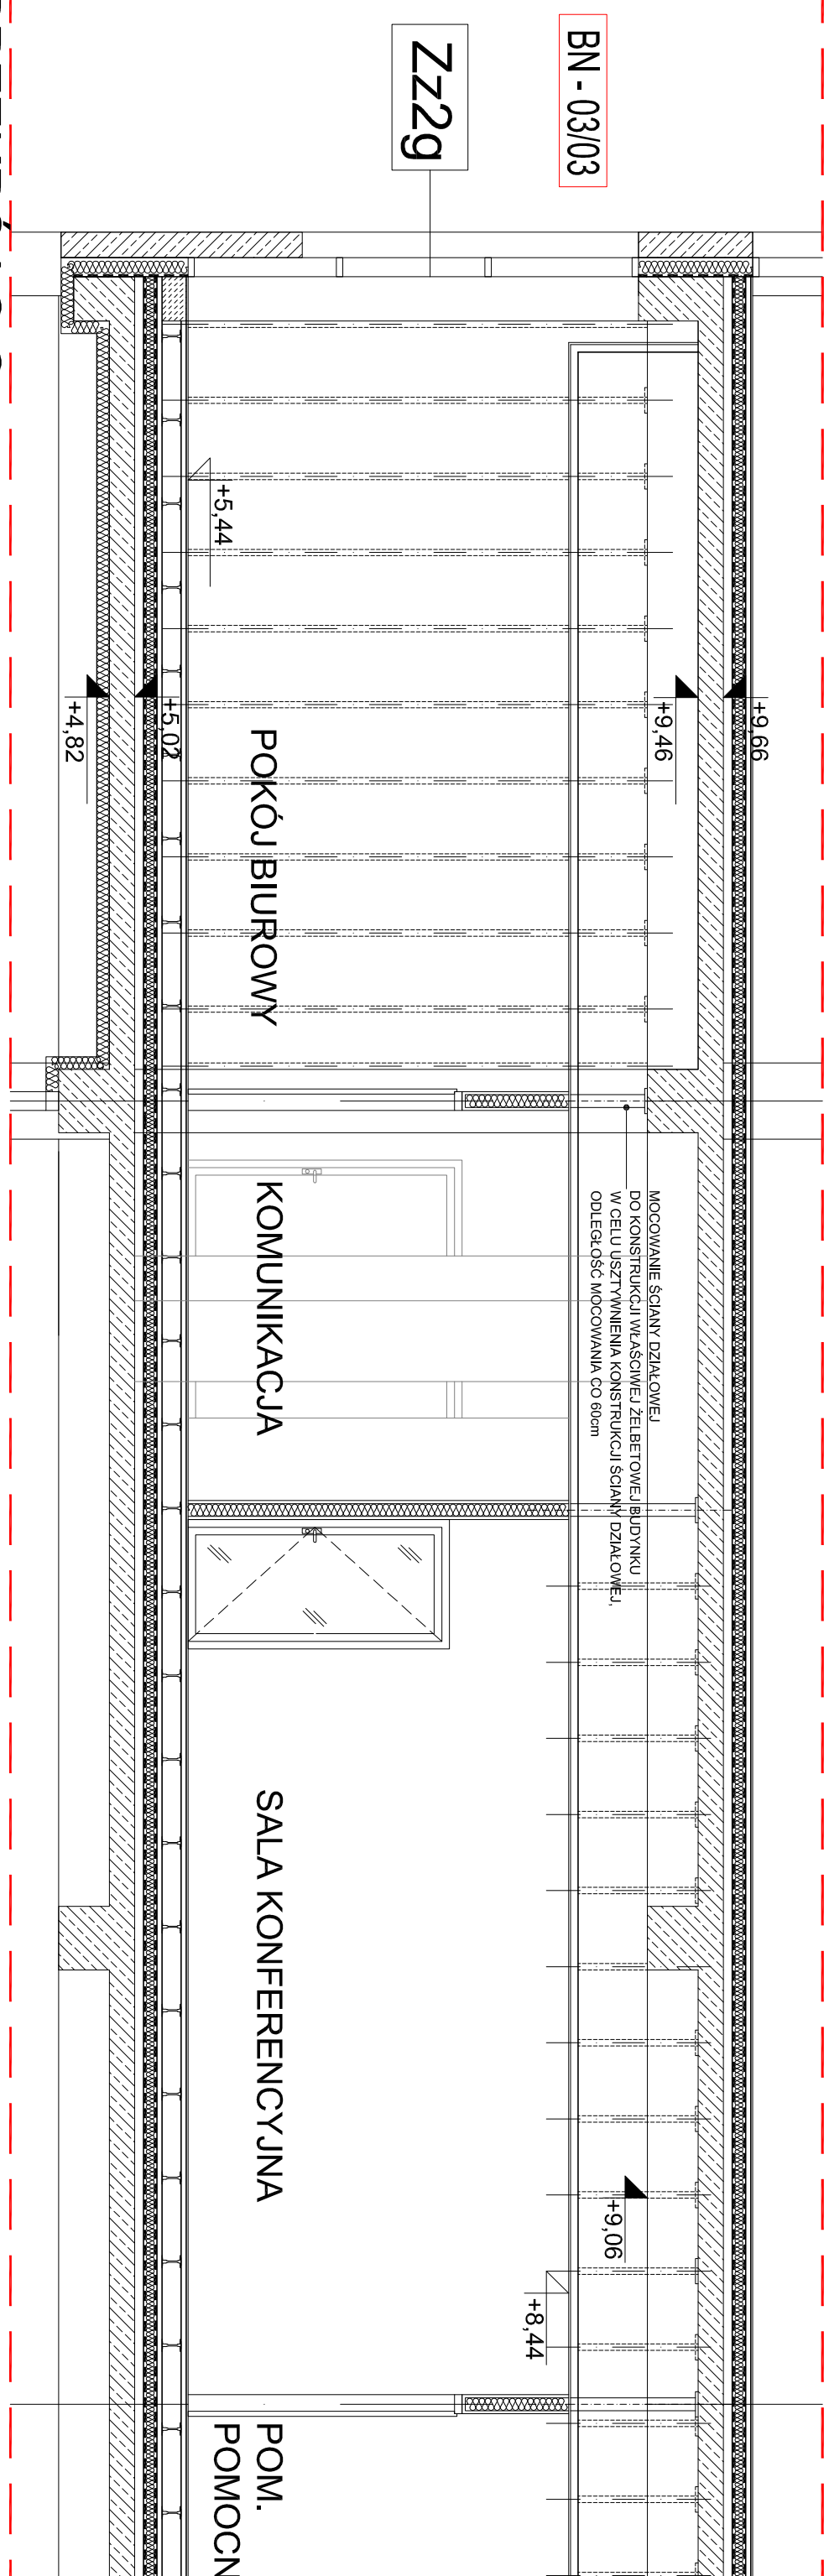 BN - 03/03
Zz2g
+9,66
+9,46
+5,44
+5,02
+4,82
POKÓJ BIUROWY
MOCOWANIE ŚCIANY DZIAŁOWEJ
DO KONSTRUKCJI WŁAŚCIWEJ ŻELBETOWEJ BUDYNKU
W CELU USZTYWNIENIA KONSTRUKCJI ŚCIANY DZIAŁOWEJ,
ODLEGŁOŚĆ MOCOWANIA CO 60cm
KOMUNIKACJA
SALA KONFERENCYJNA
+9,06
+8,44
POM.
POMOCN